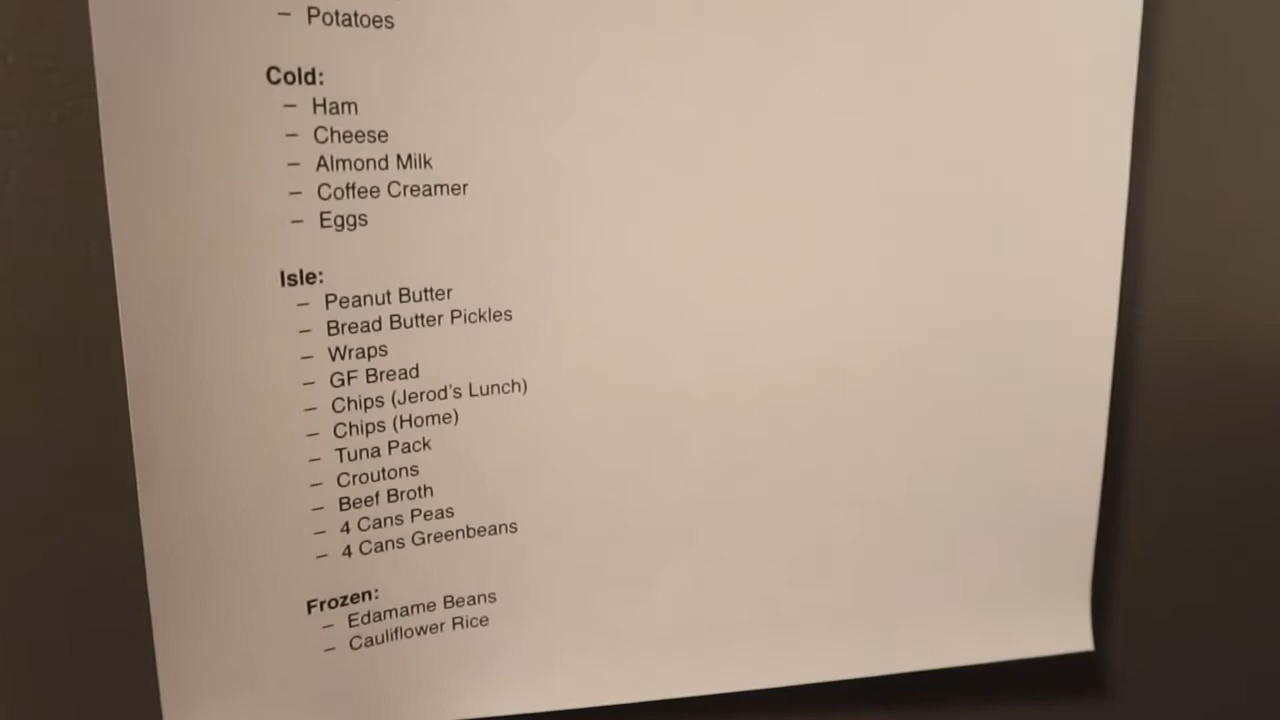 – Potatoes
Cold:
– Ham
– Cheese
– Almond Milk
– Coffee Creamer
– Eggs
Isle:
– Peanut Butter
– Bread Butter Pickles
– Wraps
– GF Bread
– Chips (Jerod's Lunch)
– Chips (Home)
– Tuna Pack
– Croutons
– Beef Broth
– 4 Cans Peas
– 4 Cans Greenbeans
Frozen:
– Edamame Beans
– Cauliflower Rice